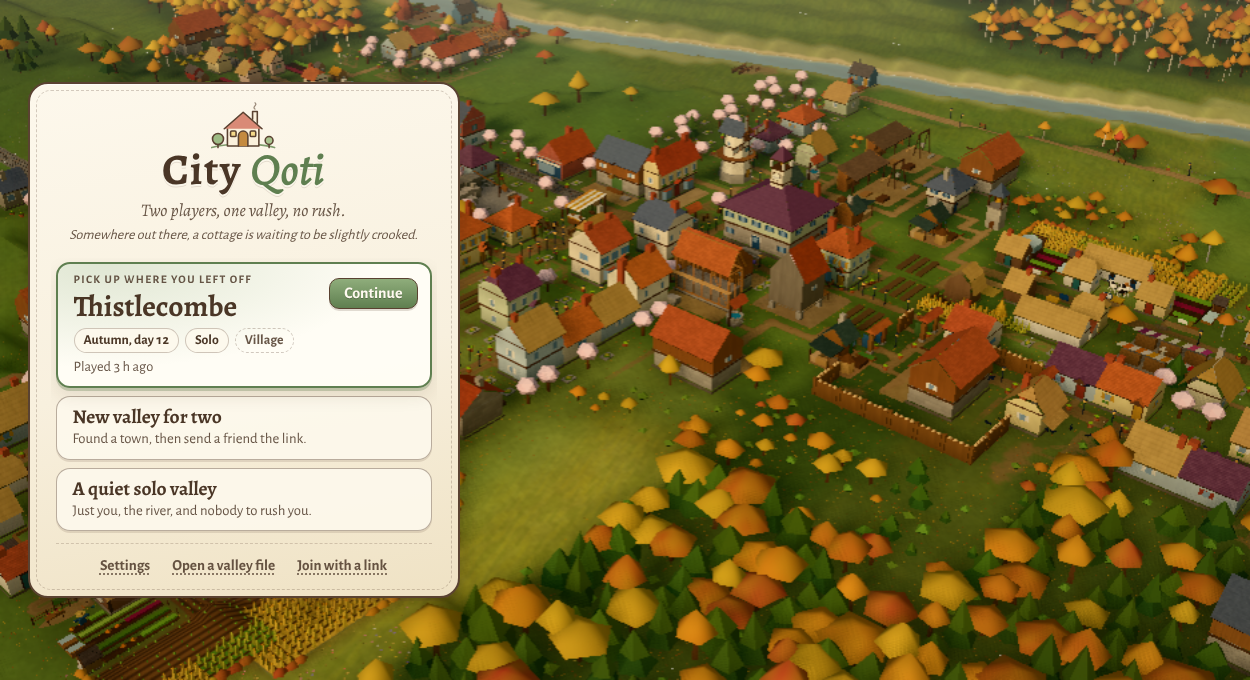 City Qoti
Two players, one valley, no rush.
Somewhere out there, a cottage is waiting to be slightly crooked.
PICK UP WHERE YOU LEFT OFF
Thistlecombe
Continue
Autumn, day 12
Solo
Village
Played 3 h ago
New valley for two
Found a town, then send a friend the link.
A quiet solo valley
Just you, the river, and nobody to rush you.
Settings
Open a valley file
Join with a link